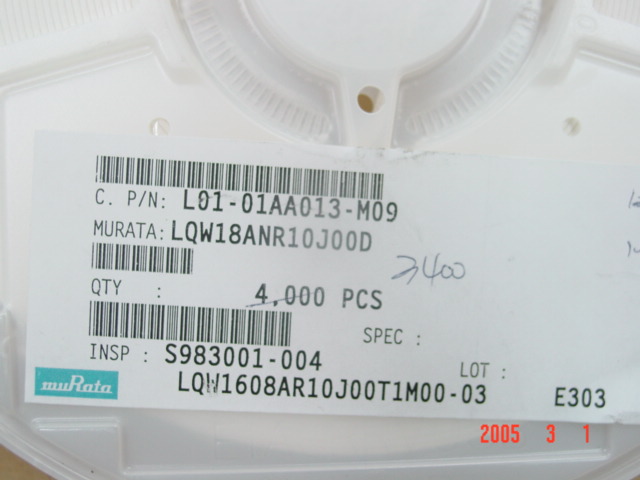 C. P/N: L01-01AA013-M09
MURATA: LQW18ANR10J00D
3400
QTY : 4,000 PCS
SPEC :
INSP : S983001-004
LOT :
muRata LQW1608AR10J00T1M00-03 E303
2005 3 1